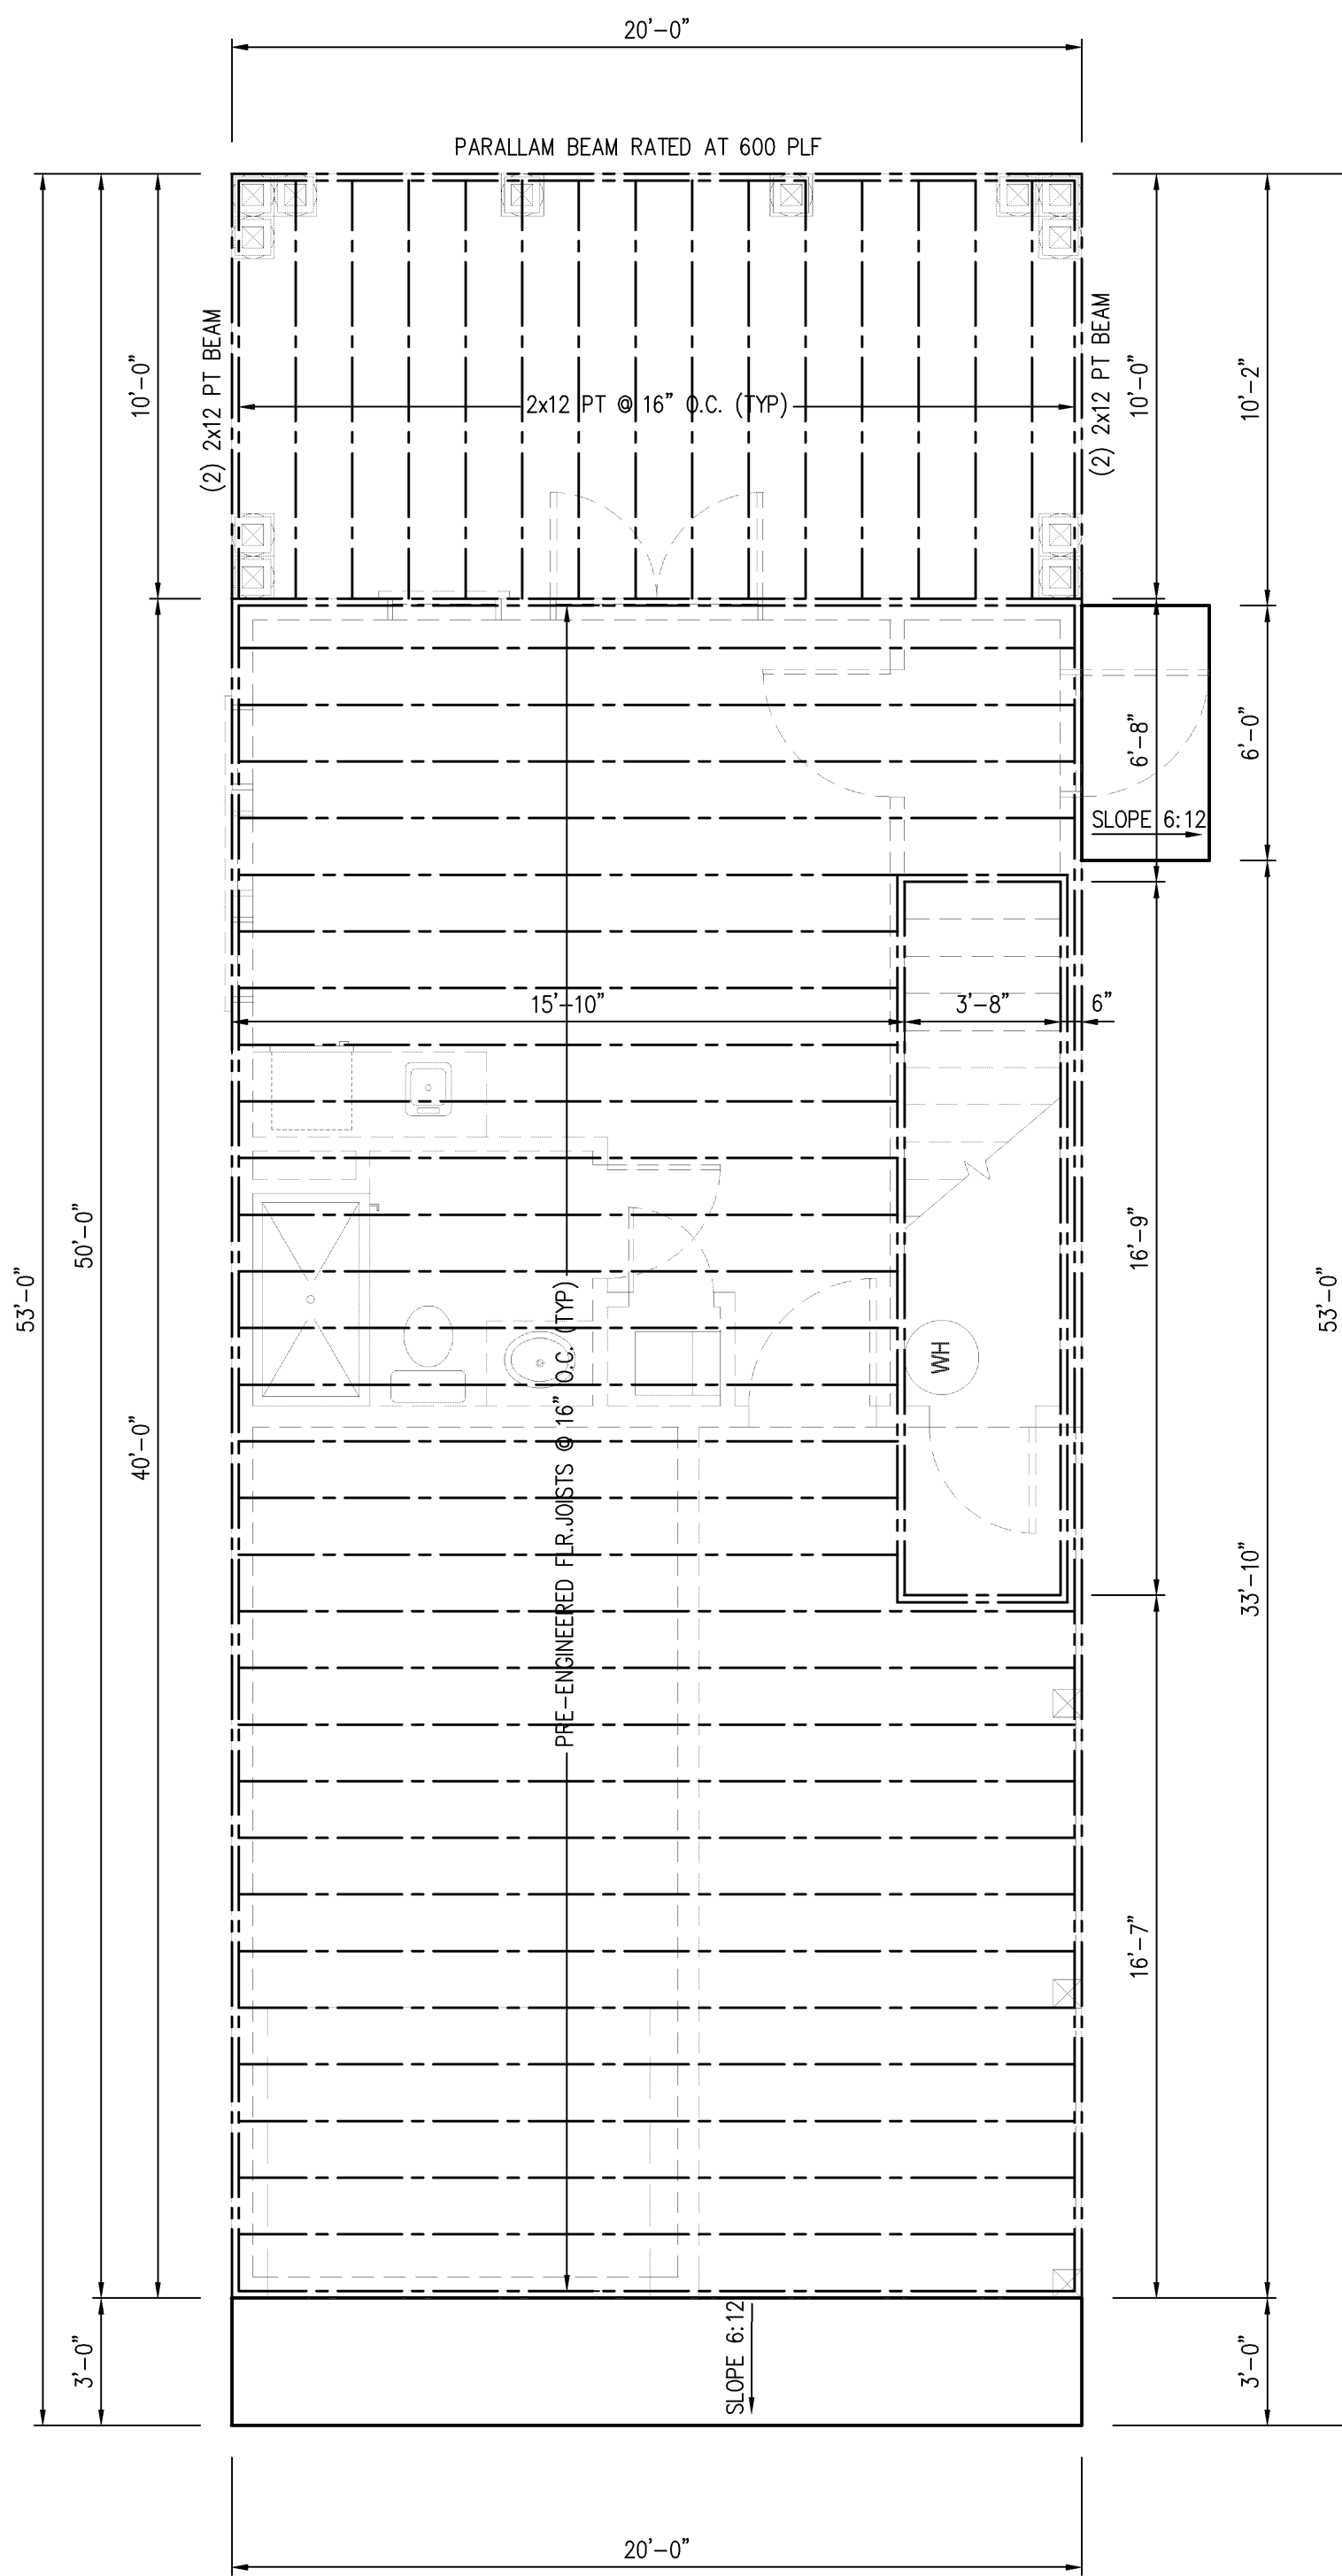 20'-0"
PARALLAM BEAM RATED AT 600 PLF
(2) 2x12 PT BEAM
(2) 2x12 PT BEAM
10'-0"
2x12 PT @ 16" O.C. (TYP)
10'-0"
10'-2"
6'-8"
6'-0"
SLOPE 6:12
15'-10"
3'-8"
6"
53'-0"
50'-0"
40'-0"
PRE-ENGINEERED FLR.JOISTS @ 16" O.C. (TYP)
WH
16'-9"
53'-0"
33'-10"
16'-7"
3'-0"
SLOPE 6:12
3'-0"
20'-0"